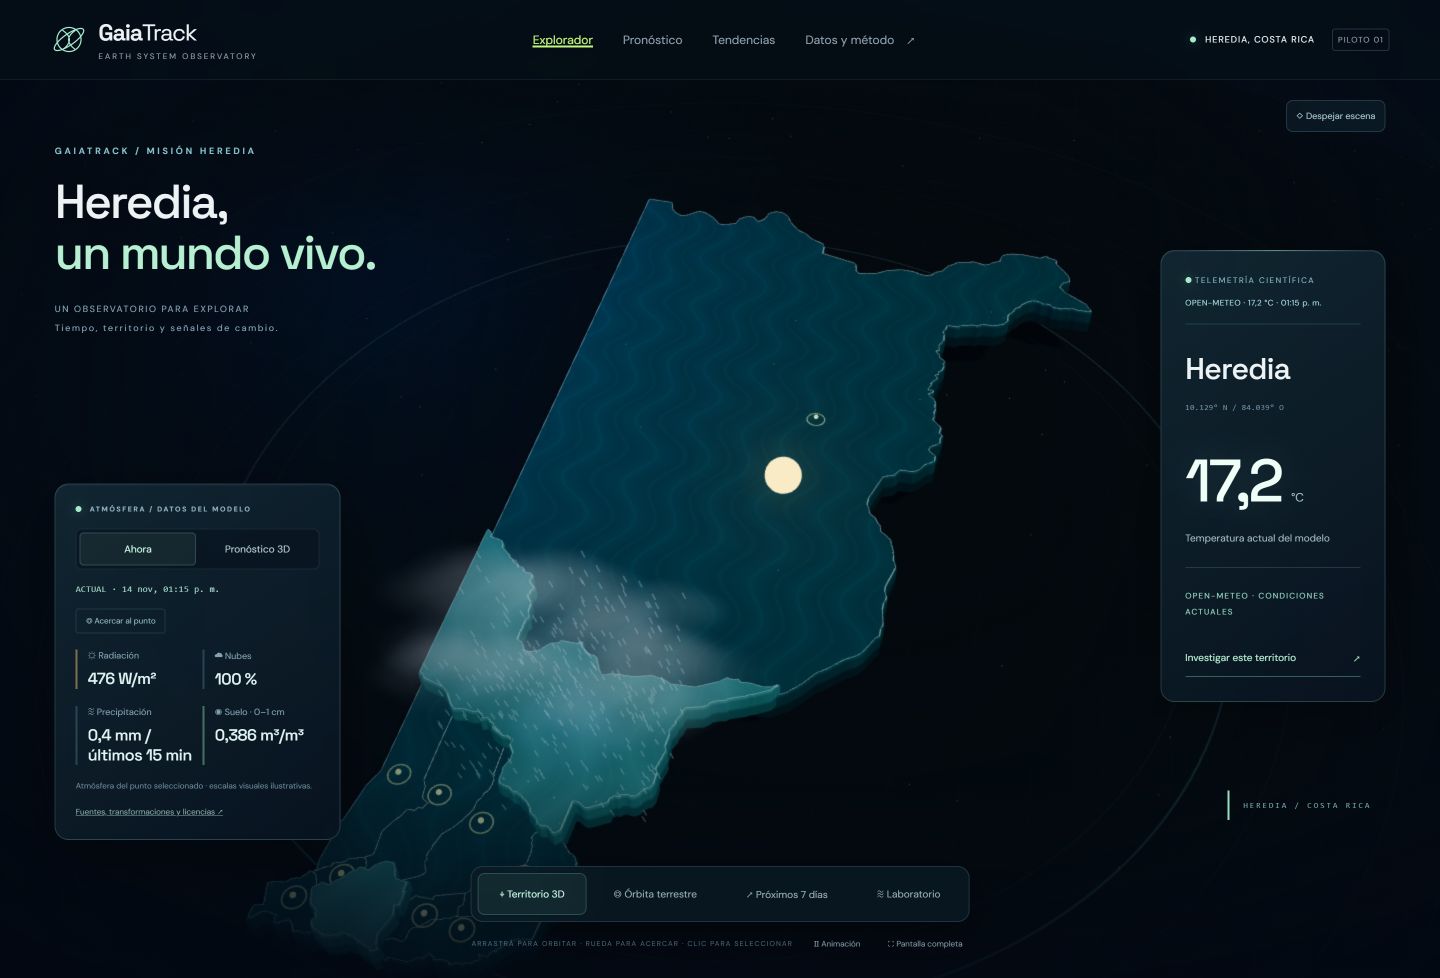 GaiaTrack
EARTH SYSTEM OBSERVATORY
Explorador
Pronóstico
Tendencias
Datos y método ↗
HEREDIA, COSTA RICA
PILOTO 01
◇ Despejar escena
GAIATRACK / MISIÓN HEREDIA
Heredia,
un mundo vivo.
UN OBSERVATORIO PARA EXPLORAR
Tiempo, territorio y señales de cambio.
ATMÓSFERA / DATOS DEL MODELO
Ahora
Pronóstico 3D
ACTUAL · 14 nov, 01:15 p. m.
Acercar al punto
Radiación
476 W/m²
Nubes
100 %
Precipitación
0,4 mm /
últimos 15 min
Suelo · 0–1 cm
0,386 m³/m³
Atmósfera del punto seleccionado · escalas visuales ilustrativas.
Fuentes, transformaciones y licencias ↗
TELEMETRÍA CIENTÍFICA
OPEN-METEO · 17,2 °C · 01:15 p. m.
Heredia
10.129° N / 84.039° O
17,2 °C
Temperatura actual del modelo
OPEN-METEO · CONDICIONES
ACTUALES
Investigar este territorio ↗
HEREDIA / COSTA RICA
+ Territorio 3D
Órbita terrestre
↗ Próximos 7 días
Laboratorio
ARRASTRÁ PARA ORBITAR · RUEDA PARA ACERCAR · CLIC PARA SELECCIONAR
Animación
Pantalla completa